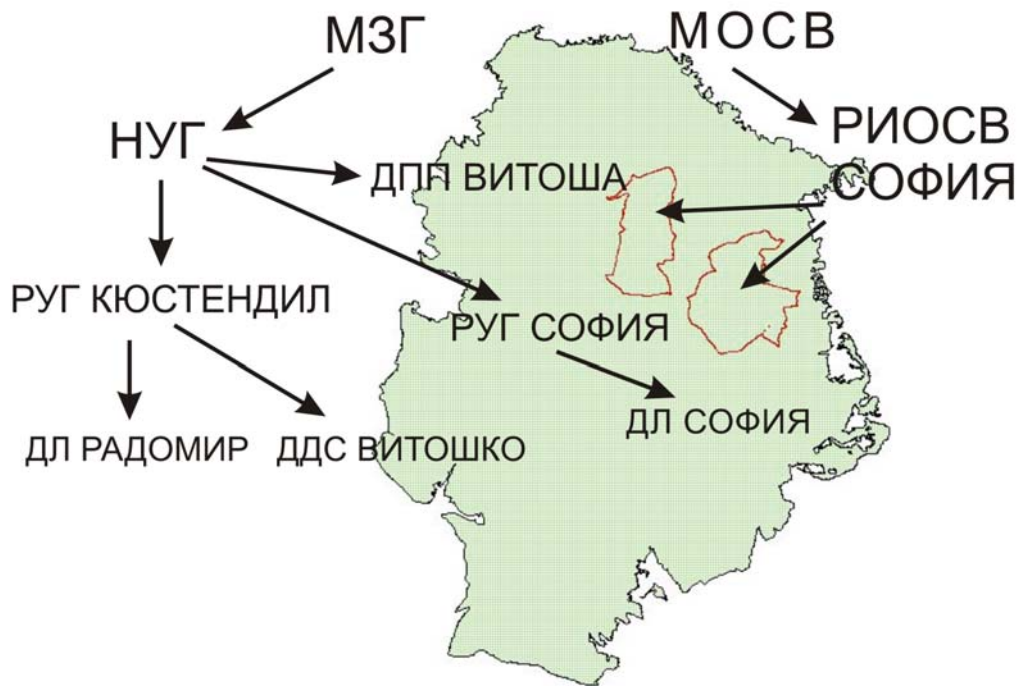 МЗГ
МОСВ
НУГ
РИОСВ
СОФИЯ
ДПП ВИТОША
РУГ КЮСТЕНДИЛ
РУГ СОФИЯ
ДЛ СОФИЯ
ДЛ РАДОМИР
ДДС ВИТОШКО